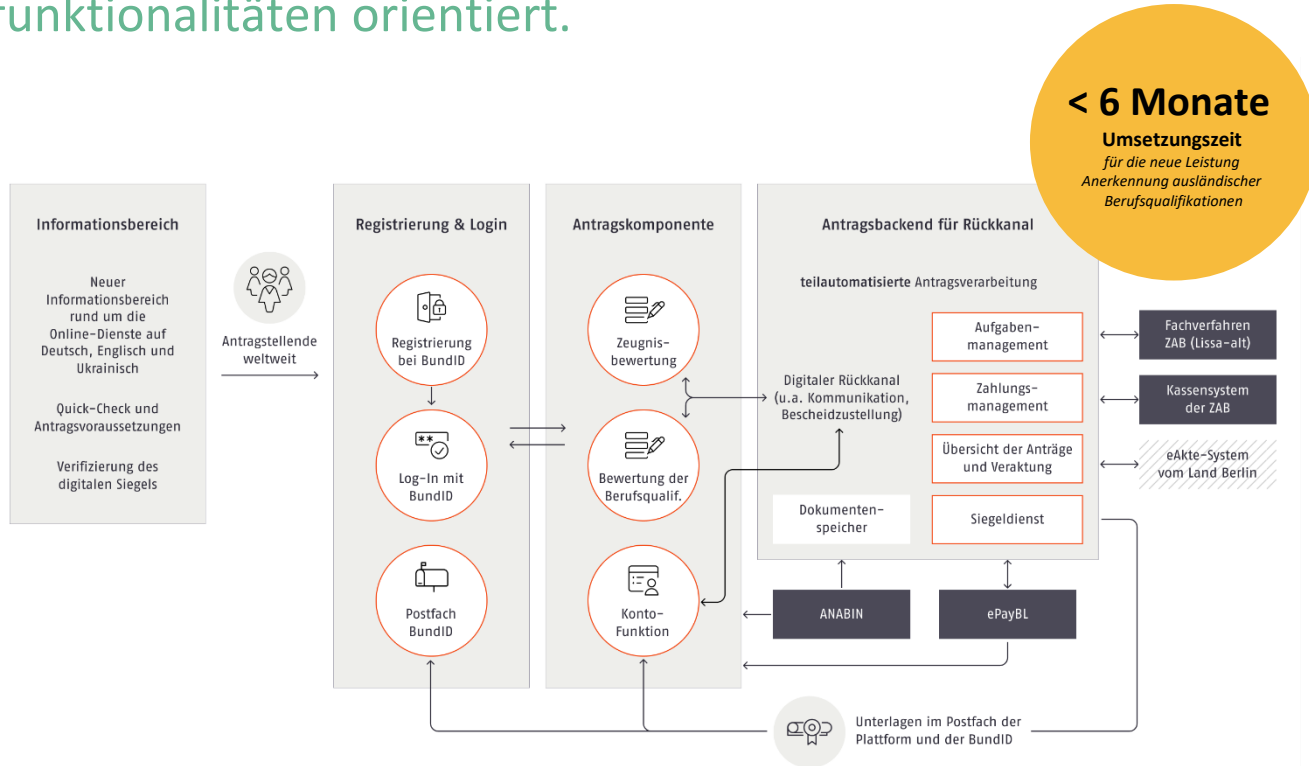 funktionalitäten orientiert.
< 6 Monate
Umsetzungszeit
für die neue Leistung
Anerkennung ausländischer
Berufsqualifikationen
Informationsbereich
Neuer
Informationsbereich
rund um die
Online-Dienste auf
Deutsch, Englisch und
Ukrainisch
Quick-Check und
Antragsvoraussetzungen
Verifizierung des
digitalen Siegels
Antragstellende
weltweit
Registrierung & Login
Registrierung
bei BundID
**
Log-In mit
BundID
Postfach
BundID
Antragskomponente
Zeugnis-
bewertung
Bewertung der
Berufsqualif.
Konto-
Funktion
Antragsbackend für Rückkanal
teilautomatisierte Antragsverarbeitung
Digitaler Rückkanal
(u.a. Kommunikation,
Bescheidzustellung)
Aufgaben-
management
Zahlungs-
management
Übersicht der Anträge
und Veraktung
Dokumenten-
speicher
Siegeldienst
Fachverfahren
ZAB (Lissa-alt)
Kassensystem
der ZAB
eAkte-System
vom Land Berlin
ANABIN
ePayBL
Unterlagen im Postfach der
Plattform und der BundID